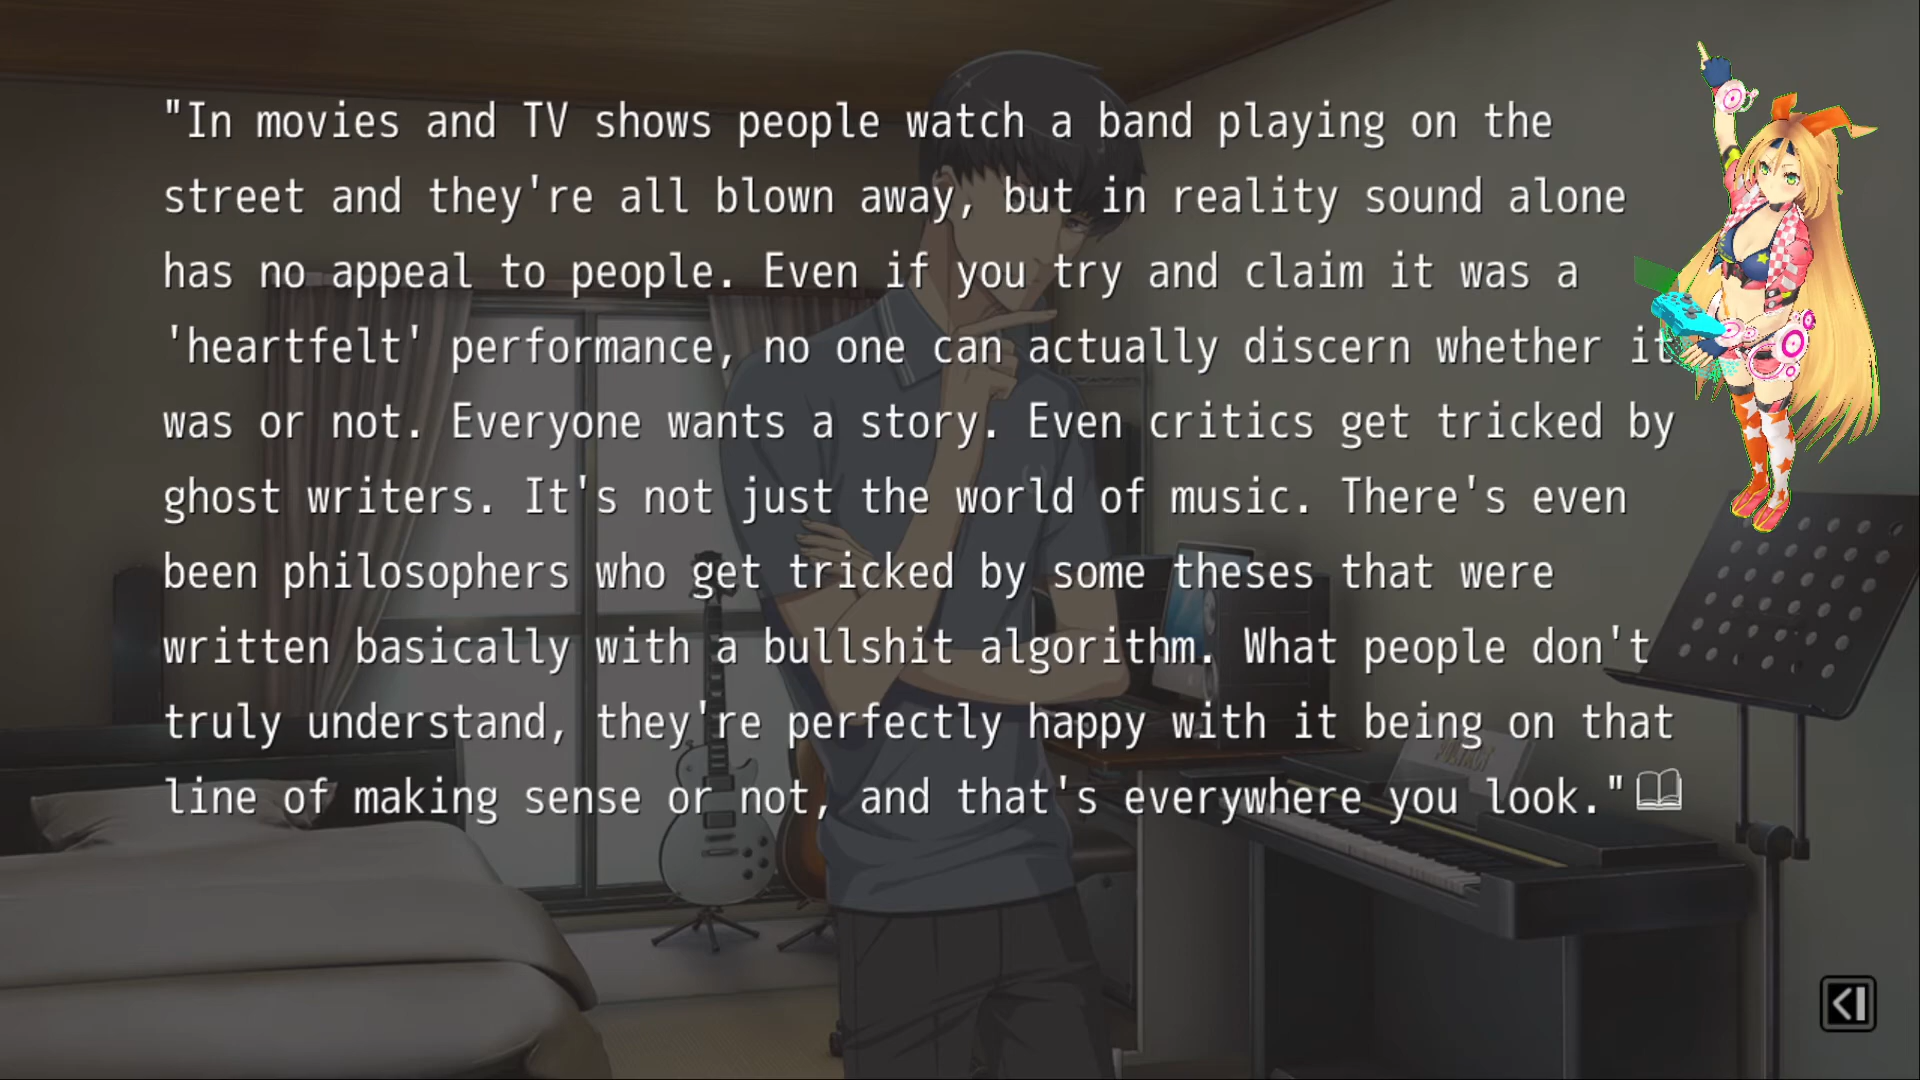 "In movies and TV shows people watch a band playing on the
street and they're all blown away, but in reality sound alone
has no appeal to people. Even if you try and claim it was a
'heartfelt' performance, no one can actually discern whether it
was or not. Everyone wants a story. Even critics get tricked by
ghost writers. It's not just the world of music. There's even
been philosophers who get tricked by some theses that were
written basically with a bullshit algorithm. What people don't
truly understand, they're perfectly happy with it being on that
line of making sense or not, and that's everywhere you look."